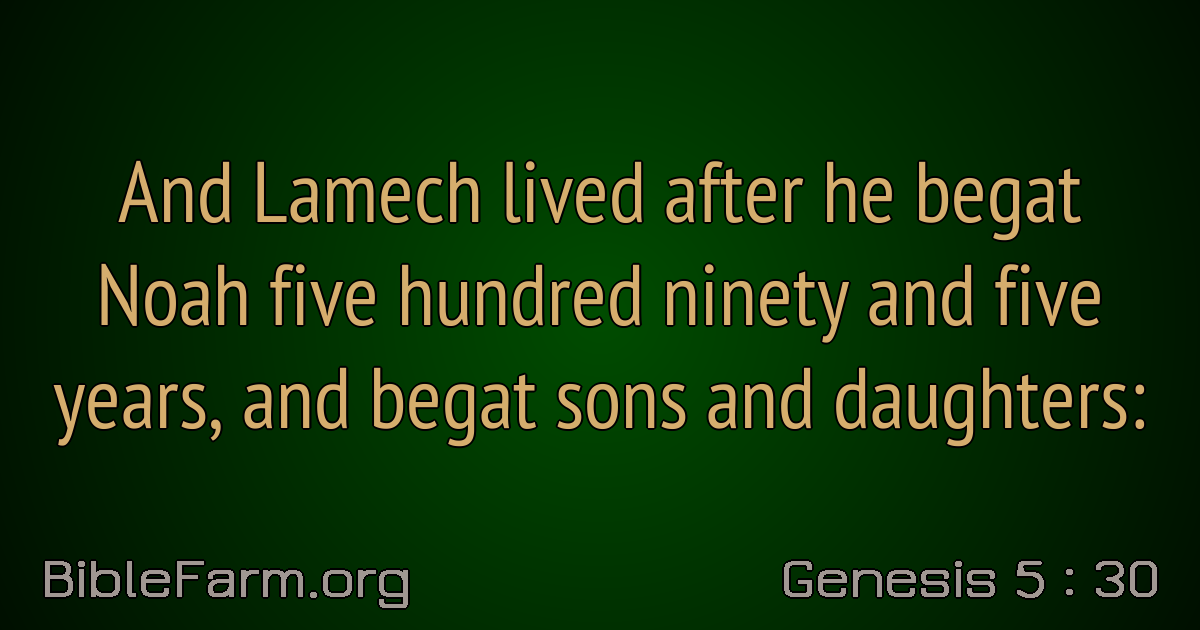 And Lamech lived after he begat
Noah five hundred ninety and five
years, and begat sons and daughters:
BibleFarm.org
Genesis 5 : 30